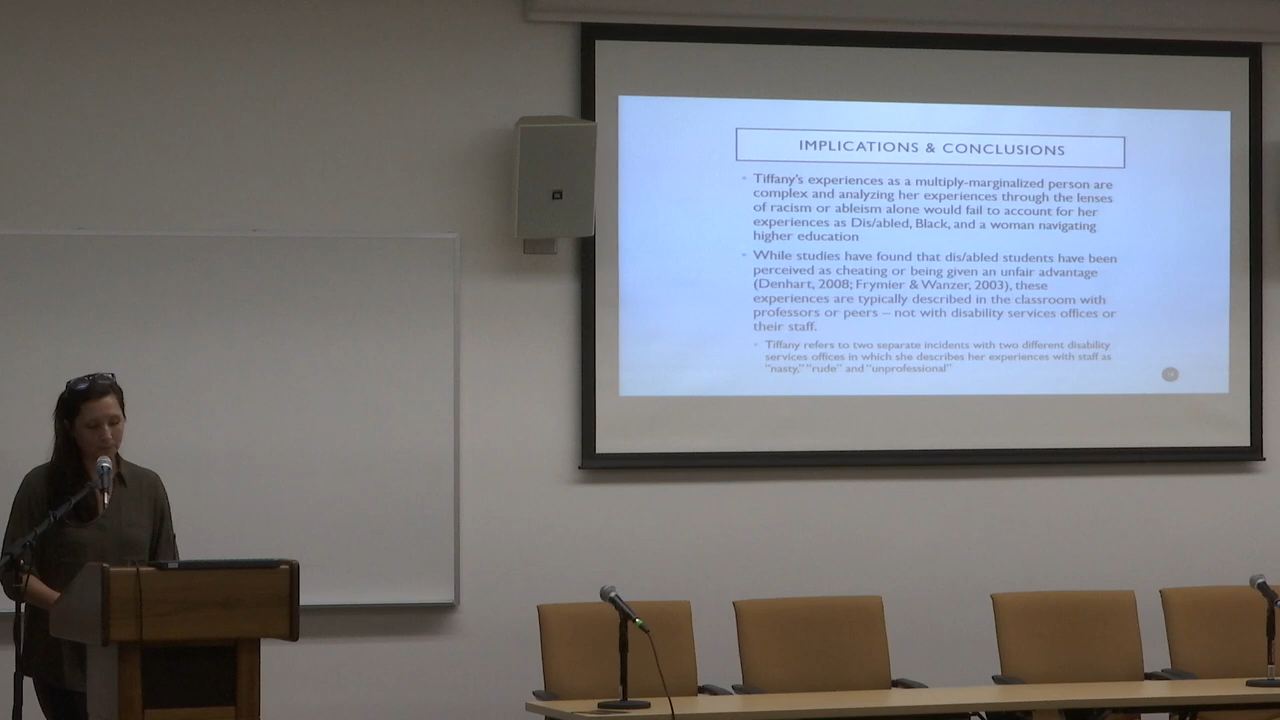 IMPLICATIONS & CONCLUSIONS
Tiffany's experiences as a multiply-marginalized person are
complex and analyzing her experiences through the lenses
of racism or ableism alone would fail to account for her
experiences as Dis/abled, Black, and a woman navigating
higher education
While studies have found that dis/abled students have been
perceived as cheating or being given an unfair advantage
(Denhart, 2008; Frymier & Wanzer, 2003), these
experiences are typically described in the classroom with
professors or peers – not with disability services offices or
their staff.
Tiffany refers to two separate incidents with two different disability
services offices in which she describes her experiences with staff as
"nasty," "rude" and "unprofessional"